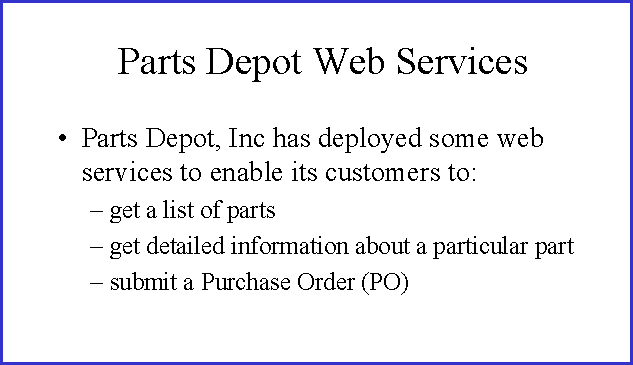 Parts Depot Web Services
• Parts Depot, Inc has deployed some web
services to enable its customers to:
– get a list of parts
– get detailed information about a particular part
– submit a Purchase Order (PO)